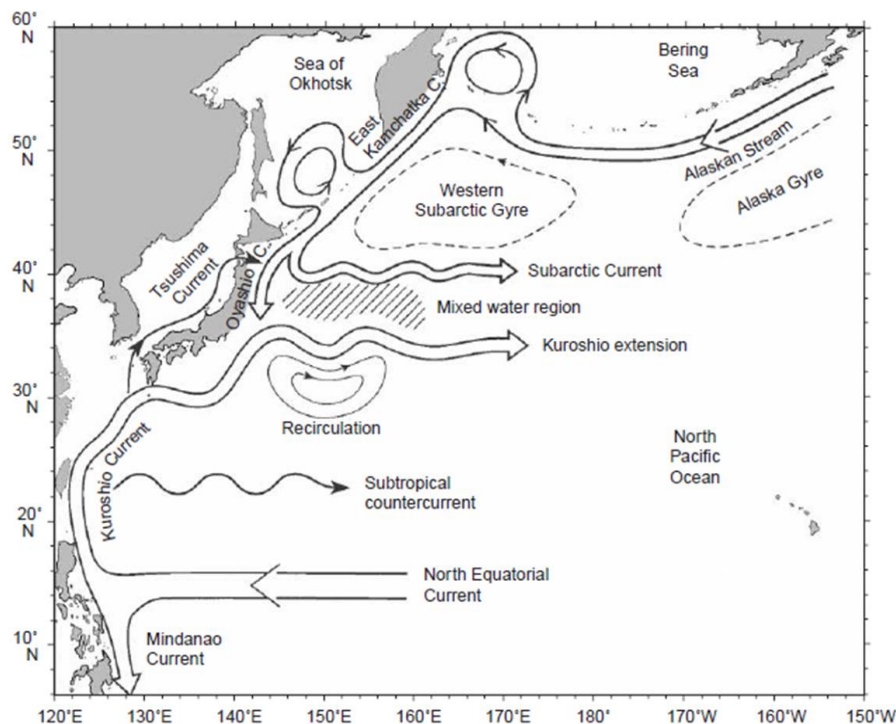 60°
N
50°
N
40°
N
30°
N
20°
N
10°
N
Sea of
Okhotsk
Bering
Sea
East
Kamchatka C.
Alaskan Stream
Alaska Gyre
Western
Subarctic Gyre
Tsushima
Current
Oyashio C.
Subarctic Current
Mixed water region
Kuroshio extension
Recirculation
North
Pacific
Ocean
Kuroshio Current
Subtropical
countercurrent
North Equatorial
Current
Mindanao
Current
120°E 130°E 140°E 150°E 160°E 170°E 180° 170°W 160°W 150°W